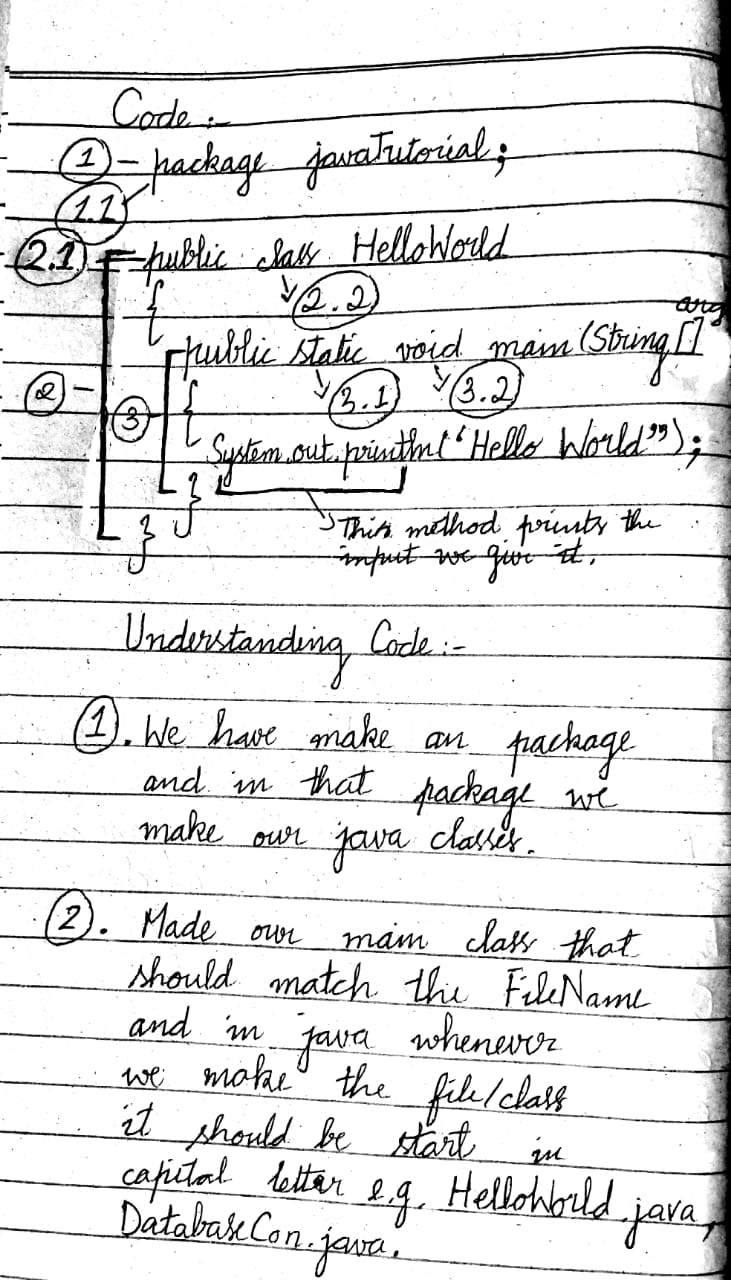 Code :-
① - package javaTutorial;
1.1
2.1 public class HelloWorld
{ 2.2
arg
public static void main (String []
② - ③ { 3.1 3.2
System.out.println("Hello World");
}
} This method prints the
input we give it.
Understanding Code :-
①. We have make an package
and in that package we
make our java classes.
②. Made our main class that
should match the FileName
and in java whenever
we make the file/class
it should be start in
capital letter e.g. HelloWorld.java,
DatabaseCon.java.